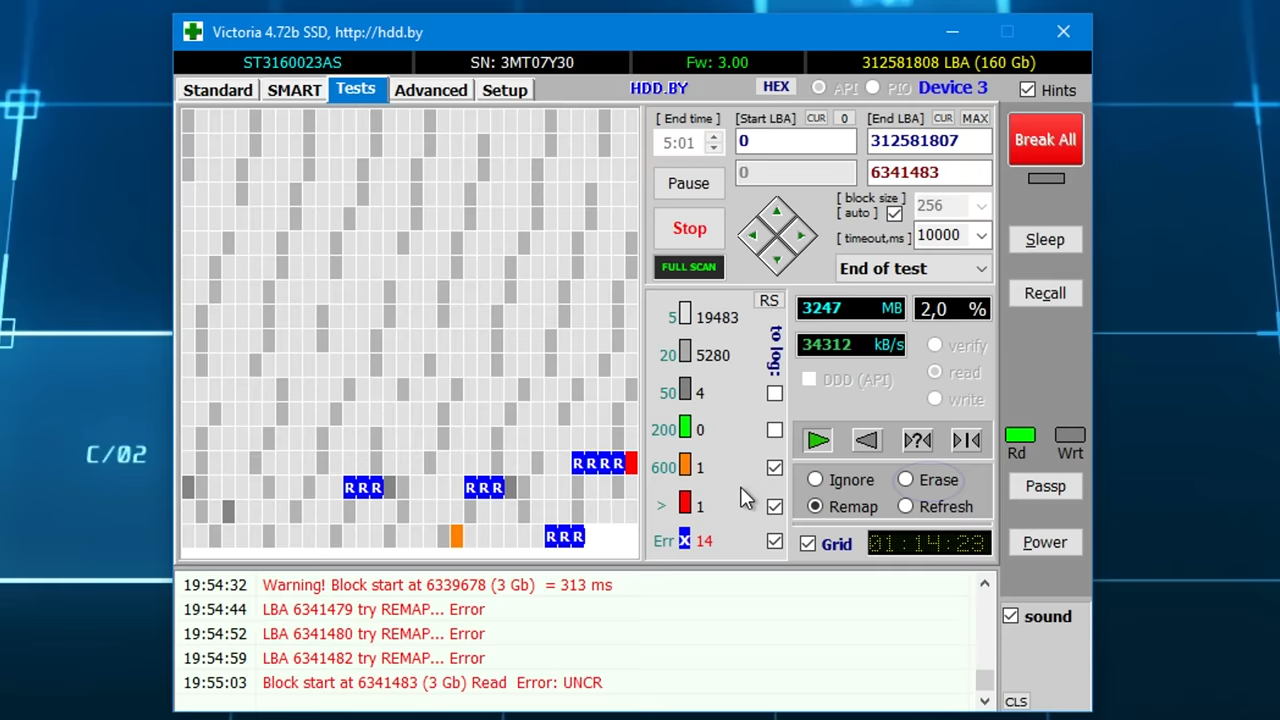 Victoria 4.72b SSD, http://hdd.by
ST3160023AS SN: 3MT07Y30 Fw: 3.00 312581808 LBA (160 Gb)
Standard SMART Tests Advanced Setup HDD.BY HEX API PIO Device 3 Hints
[ End time ] [Start LBA] CUR 0 [End LBA] CUR MAX
5:01 0 312581807
0 6341483
Break All
Pause
[ block size ]
[ auto ] 256
Stop
[ timeout,ms ] 10000
Sleep
FULL SCAN End of test
Recall
RS
to log:
5 19483
20 5280
50 4
200 0
600 1
> 1
Err x 14
3247 MB 2,0 %
34312 kB/s verify
DDD (API) read
write
Rd Wrt
Ignore Erase
Remap Refresh
Passp
Grid 01:14:23
Power
R R R R
R R R R R R
R R R
19:54:32 Warning! Block start at 6339678 (3 Gb) = 313 ms
19:54:44 LBA 6341479 try REMAP... Error
19:54:52 LBA 6341480 try REMAP... Error
19:54:59 LBA 6341482 try REMAP... Error
19:55:03 Block start at 6341483 (3 Gb) Read Error: UNCR
sound
CLS
C/02